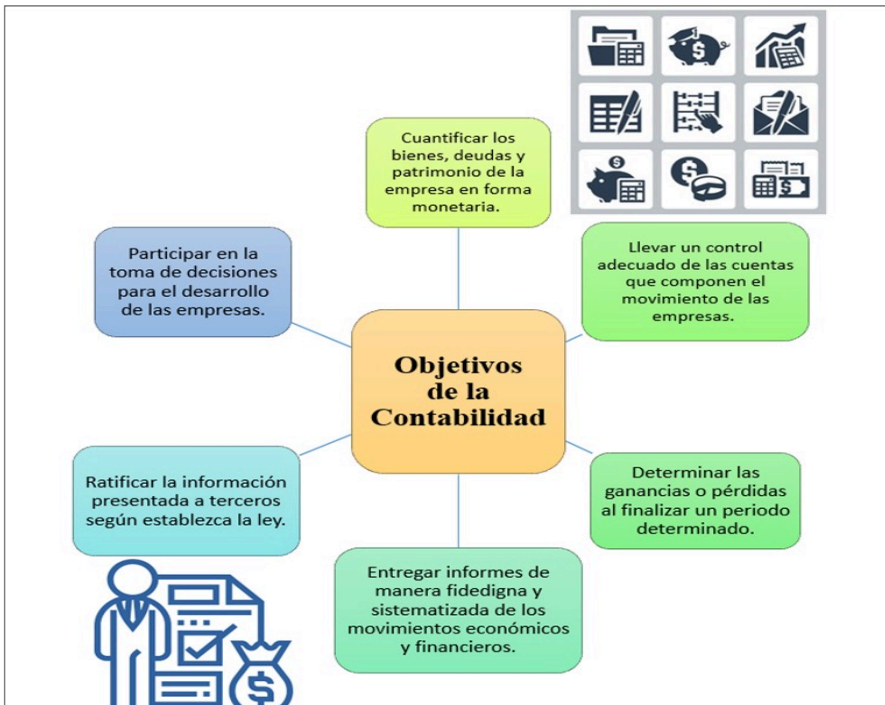 Cuantificar los
bienes, deudas y
patrimonio de la
empresa en forma
monetaria.
Llevar un control
adecuado de las cuentas
que componen el
movimiento de las
empresas.
Determinar las
ganancias o pérdidas
al finalizar un periodo
determinado.
Entregar informes de
manera fidedigna y
sistematizada de los
movimientos económicos
y financieros.
Ratificar la información
presentada a terceros
según establezca la ley.
Participar en la
toma de decisiones
para el desarrollo
de las empresas.
Objetivos
de la
Contabilidad